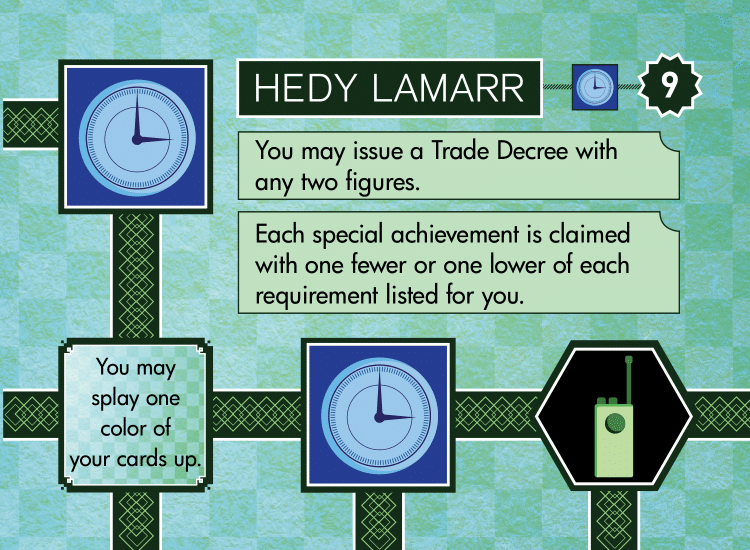 HEDY LAMARR
9
You may issue a Trade Decree with
any two figures.
Each special achievement is claimed
with one fewer or one lower of each
requirement listed for you.
You may
splay one
color of
your cards up.